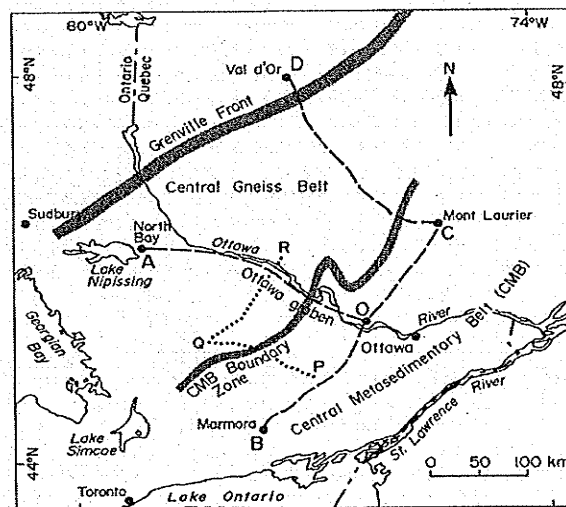 80°W
74°W
48°N
48°N
Ontario
Quebec
Val d'Or
D
N
Grenville Front
Central Gneiss Belt
Sudbury
North
Bay
A
Lake
Nipissing
Ottawa
R
Mont Laurier
C
Ottawa graben
O
River
Ottawa
Georgian
Bay
Q
P
CMB Boundary
Zone
Central Metasedimentary Belt (CMB)
Marmora
B
St. Lawrence
River
Lake
Simcoe
44°N
Toronto
Lake Ontario
0 50 100 km